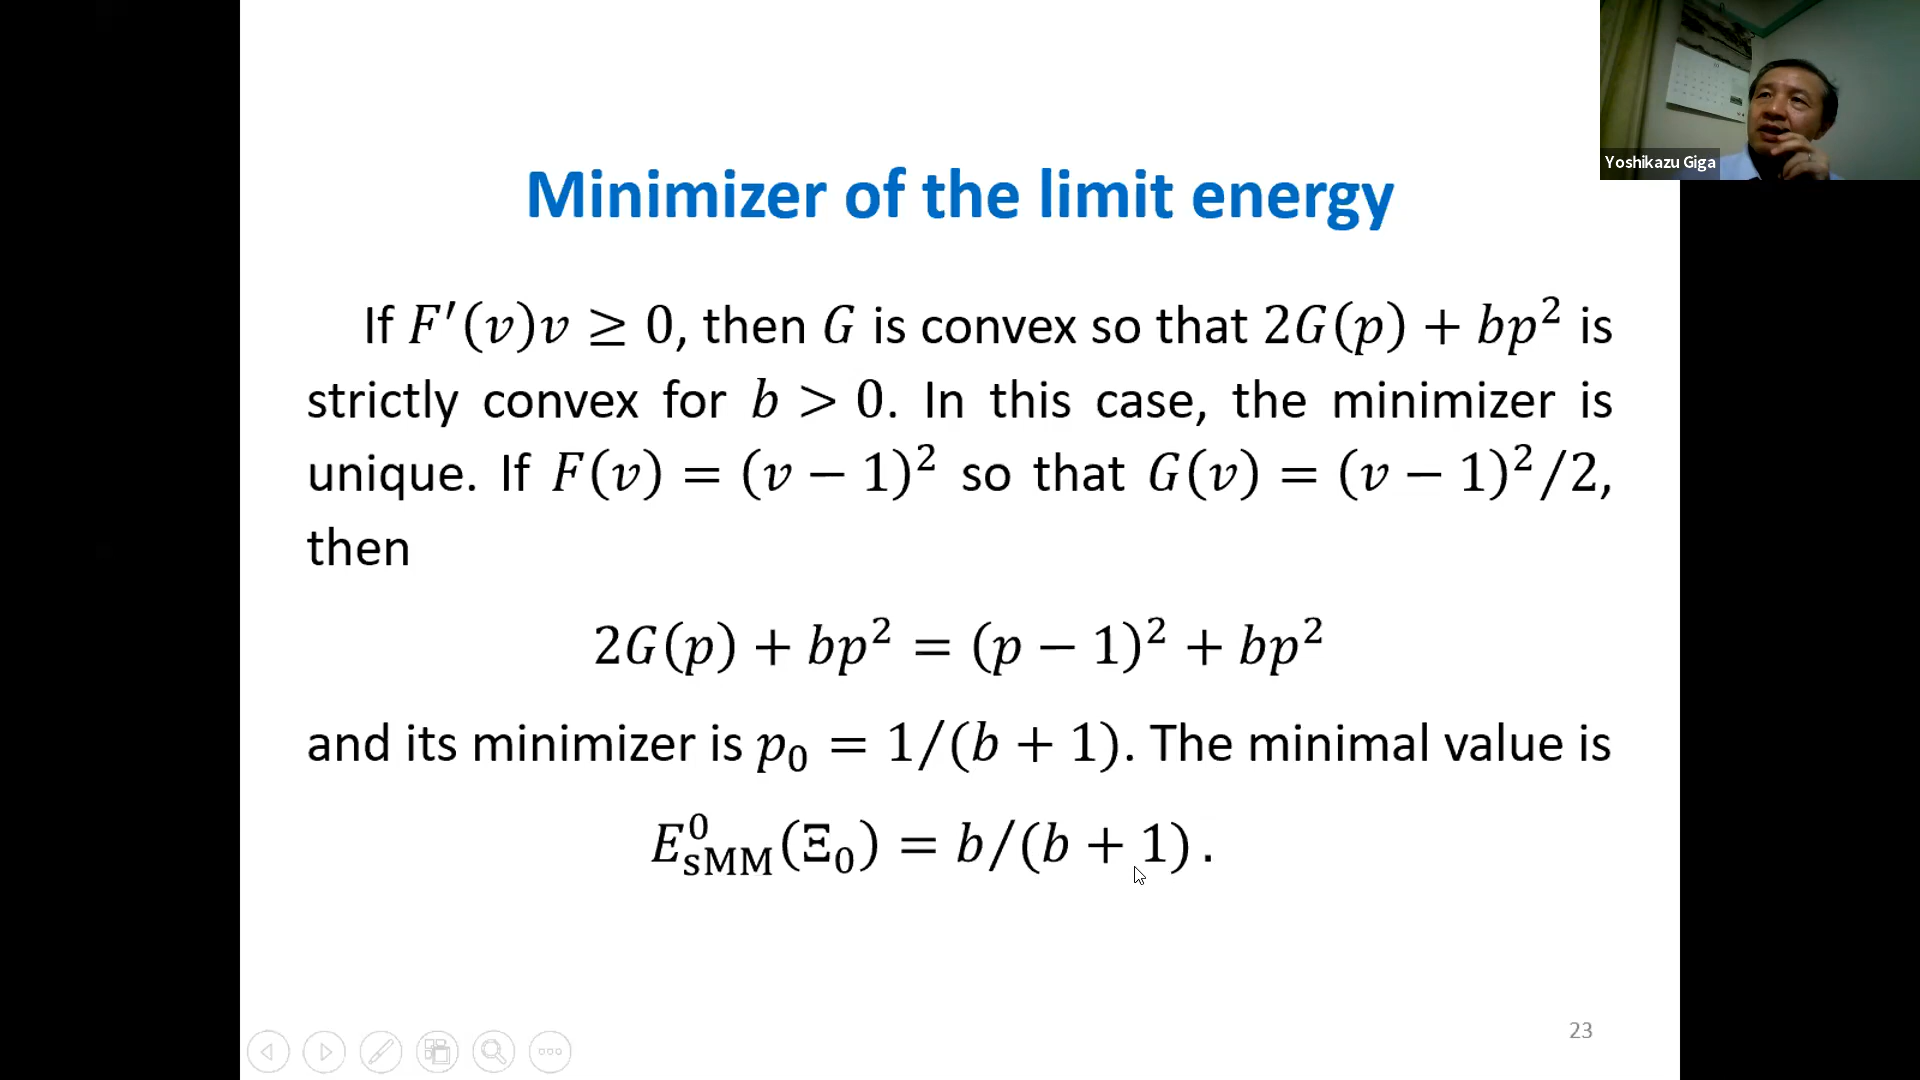 Yoshikazu Giga
Minimizer of the limit energy
If F′(v)v ≥ 0, then G is convex so that 2G(p) + bp² is
strictly convex for b > 0. In this case, the minimizer is
unique. If F(v) = (v − 1)² so that G(v) = (v − 1)²/2,
then
2G(p) + bp² = (p − 1)² + bp²
and its minimizer is p₀ = 1/(b + 1). The minimal value is
E⁰_sMM(Ξ₀) = b/(b + 1) .
23